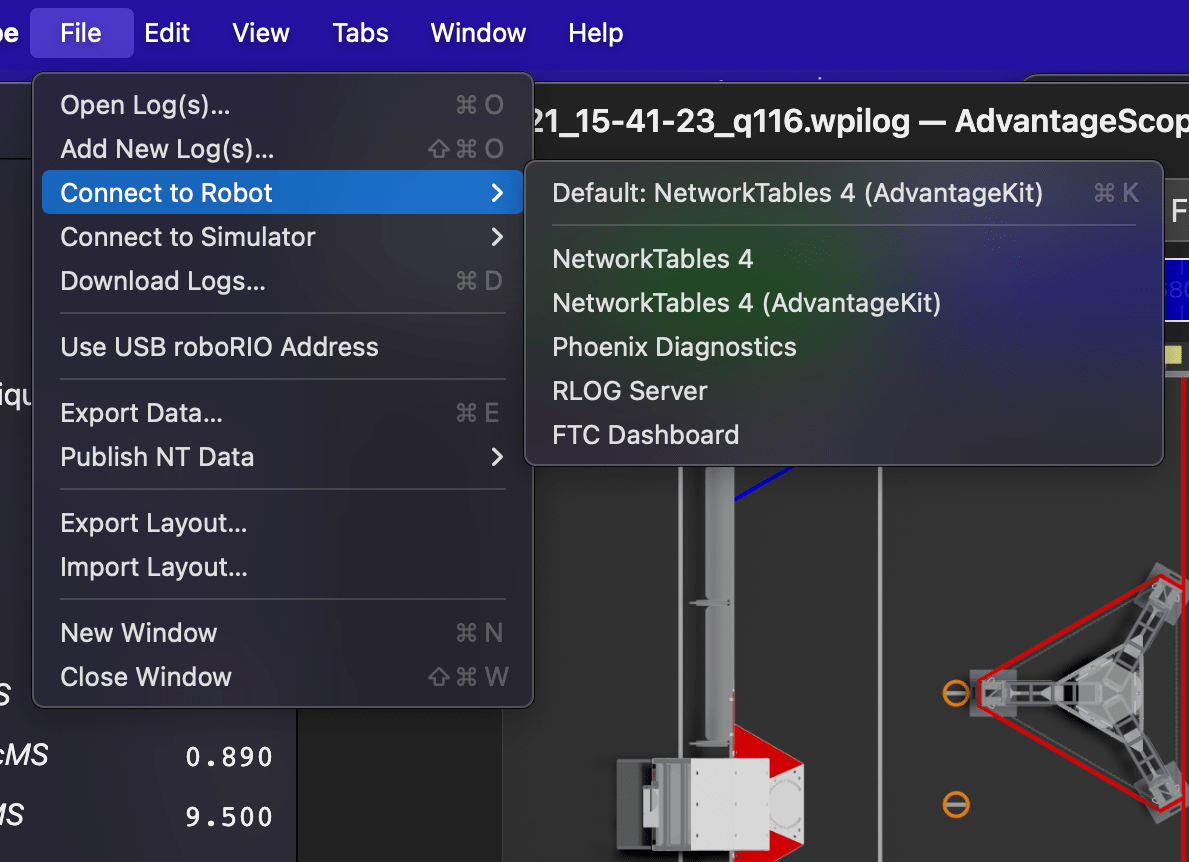 File Edit View Tabs Window Help
Open Log(s)... ⌘ O
Add New Log(s)... ⇧ ⌘ O
Connect to Robot
Connect to Simulator
Download Logs... ⌘ D
Use USB roboRIO Address
Export Data... ⌘ E
Publish NT Data
Export Layout...
Import Layout...
New Window ⌘ N
Close Window ⇧ ⌘ W
21_15-41-23_q116.wpilog — AdvantageScop
Default: NetworkTables 4 (AdvantageKit) ⌘ K
NetworkTables 4
NetworkTables 4 (AdvantageKit)
Phoenix Diagnostics
RLOG Server
FTC Dashboard
cMS 0.890
MS 9.500